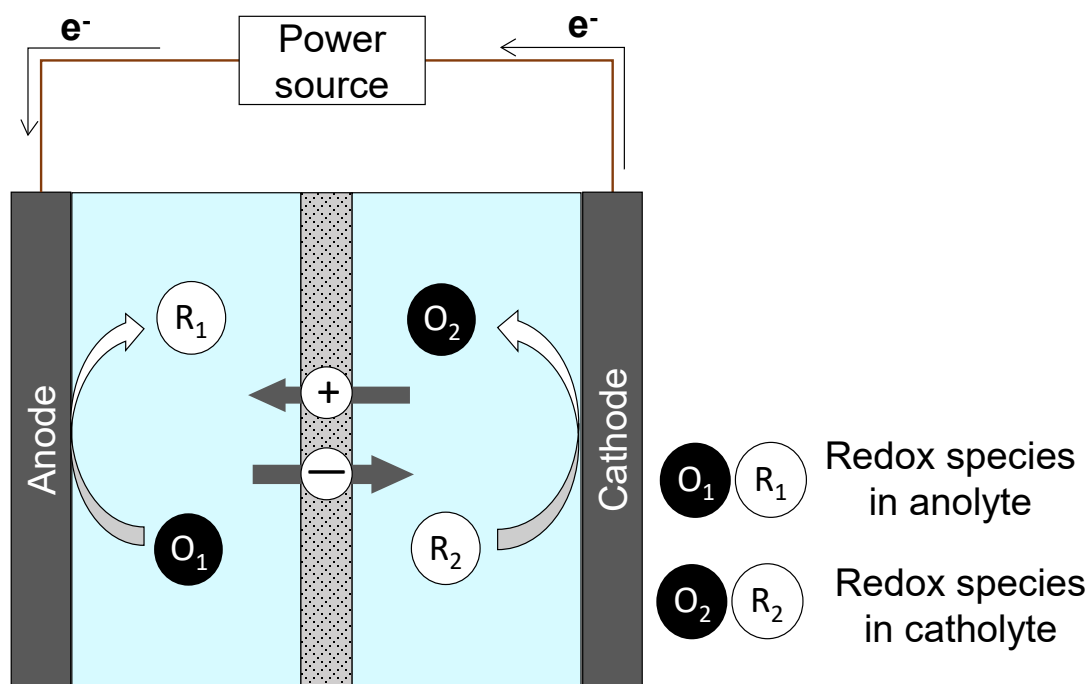 e⁻
Power
source
e⁻
R₁
O₂
Anode
+
−
Cathode
O₁
R₂
O₁ R₁ Redox species
in anolyte
O₂ R₂ Redox species
in catholyte